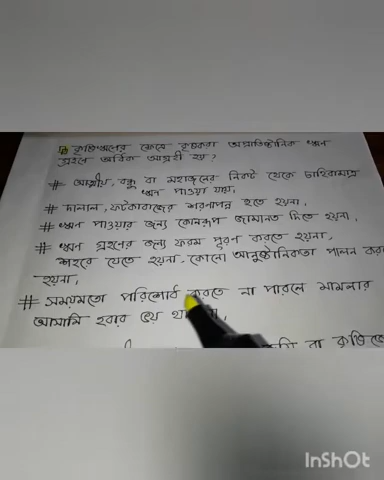 কৃষিঋণের ক্ষেত্রে কৃষকরা অপ্রাতিষ্ঠানিক ঋণ
গ্রহণে অধিক আগ্রহী হয় ?
# আত্মীয়, বন্ধু বা মহাজনের নিকট থেকে চাহিবামাত্র
ঋণ পাওয়া যায়,
# দালাল, ফটকাবাজের শরণাপন্ন হতে হয়না,
# ঋণ পাওয়ার জন্য কোনরূপ জামানত দিতে হয়না,
# ঋণ গ্রহণের জন্য ফরম পূরণ করতে হয়না,
শহরে যেতে হয়না, কোনো আনুষ্ঠানিকতা পালন কর
হয়না,
# সময়মতো পরিশোধ করতে না পারলে মামলার
আসামি হবার ভয়
বা কৃষি
InShOt